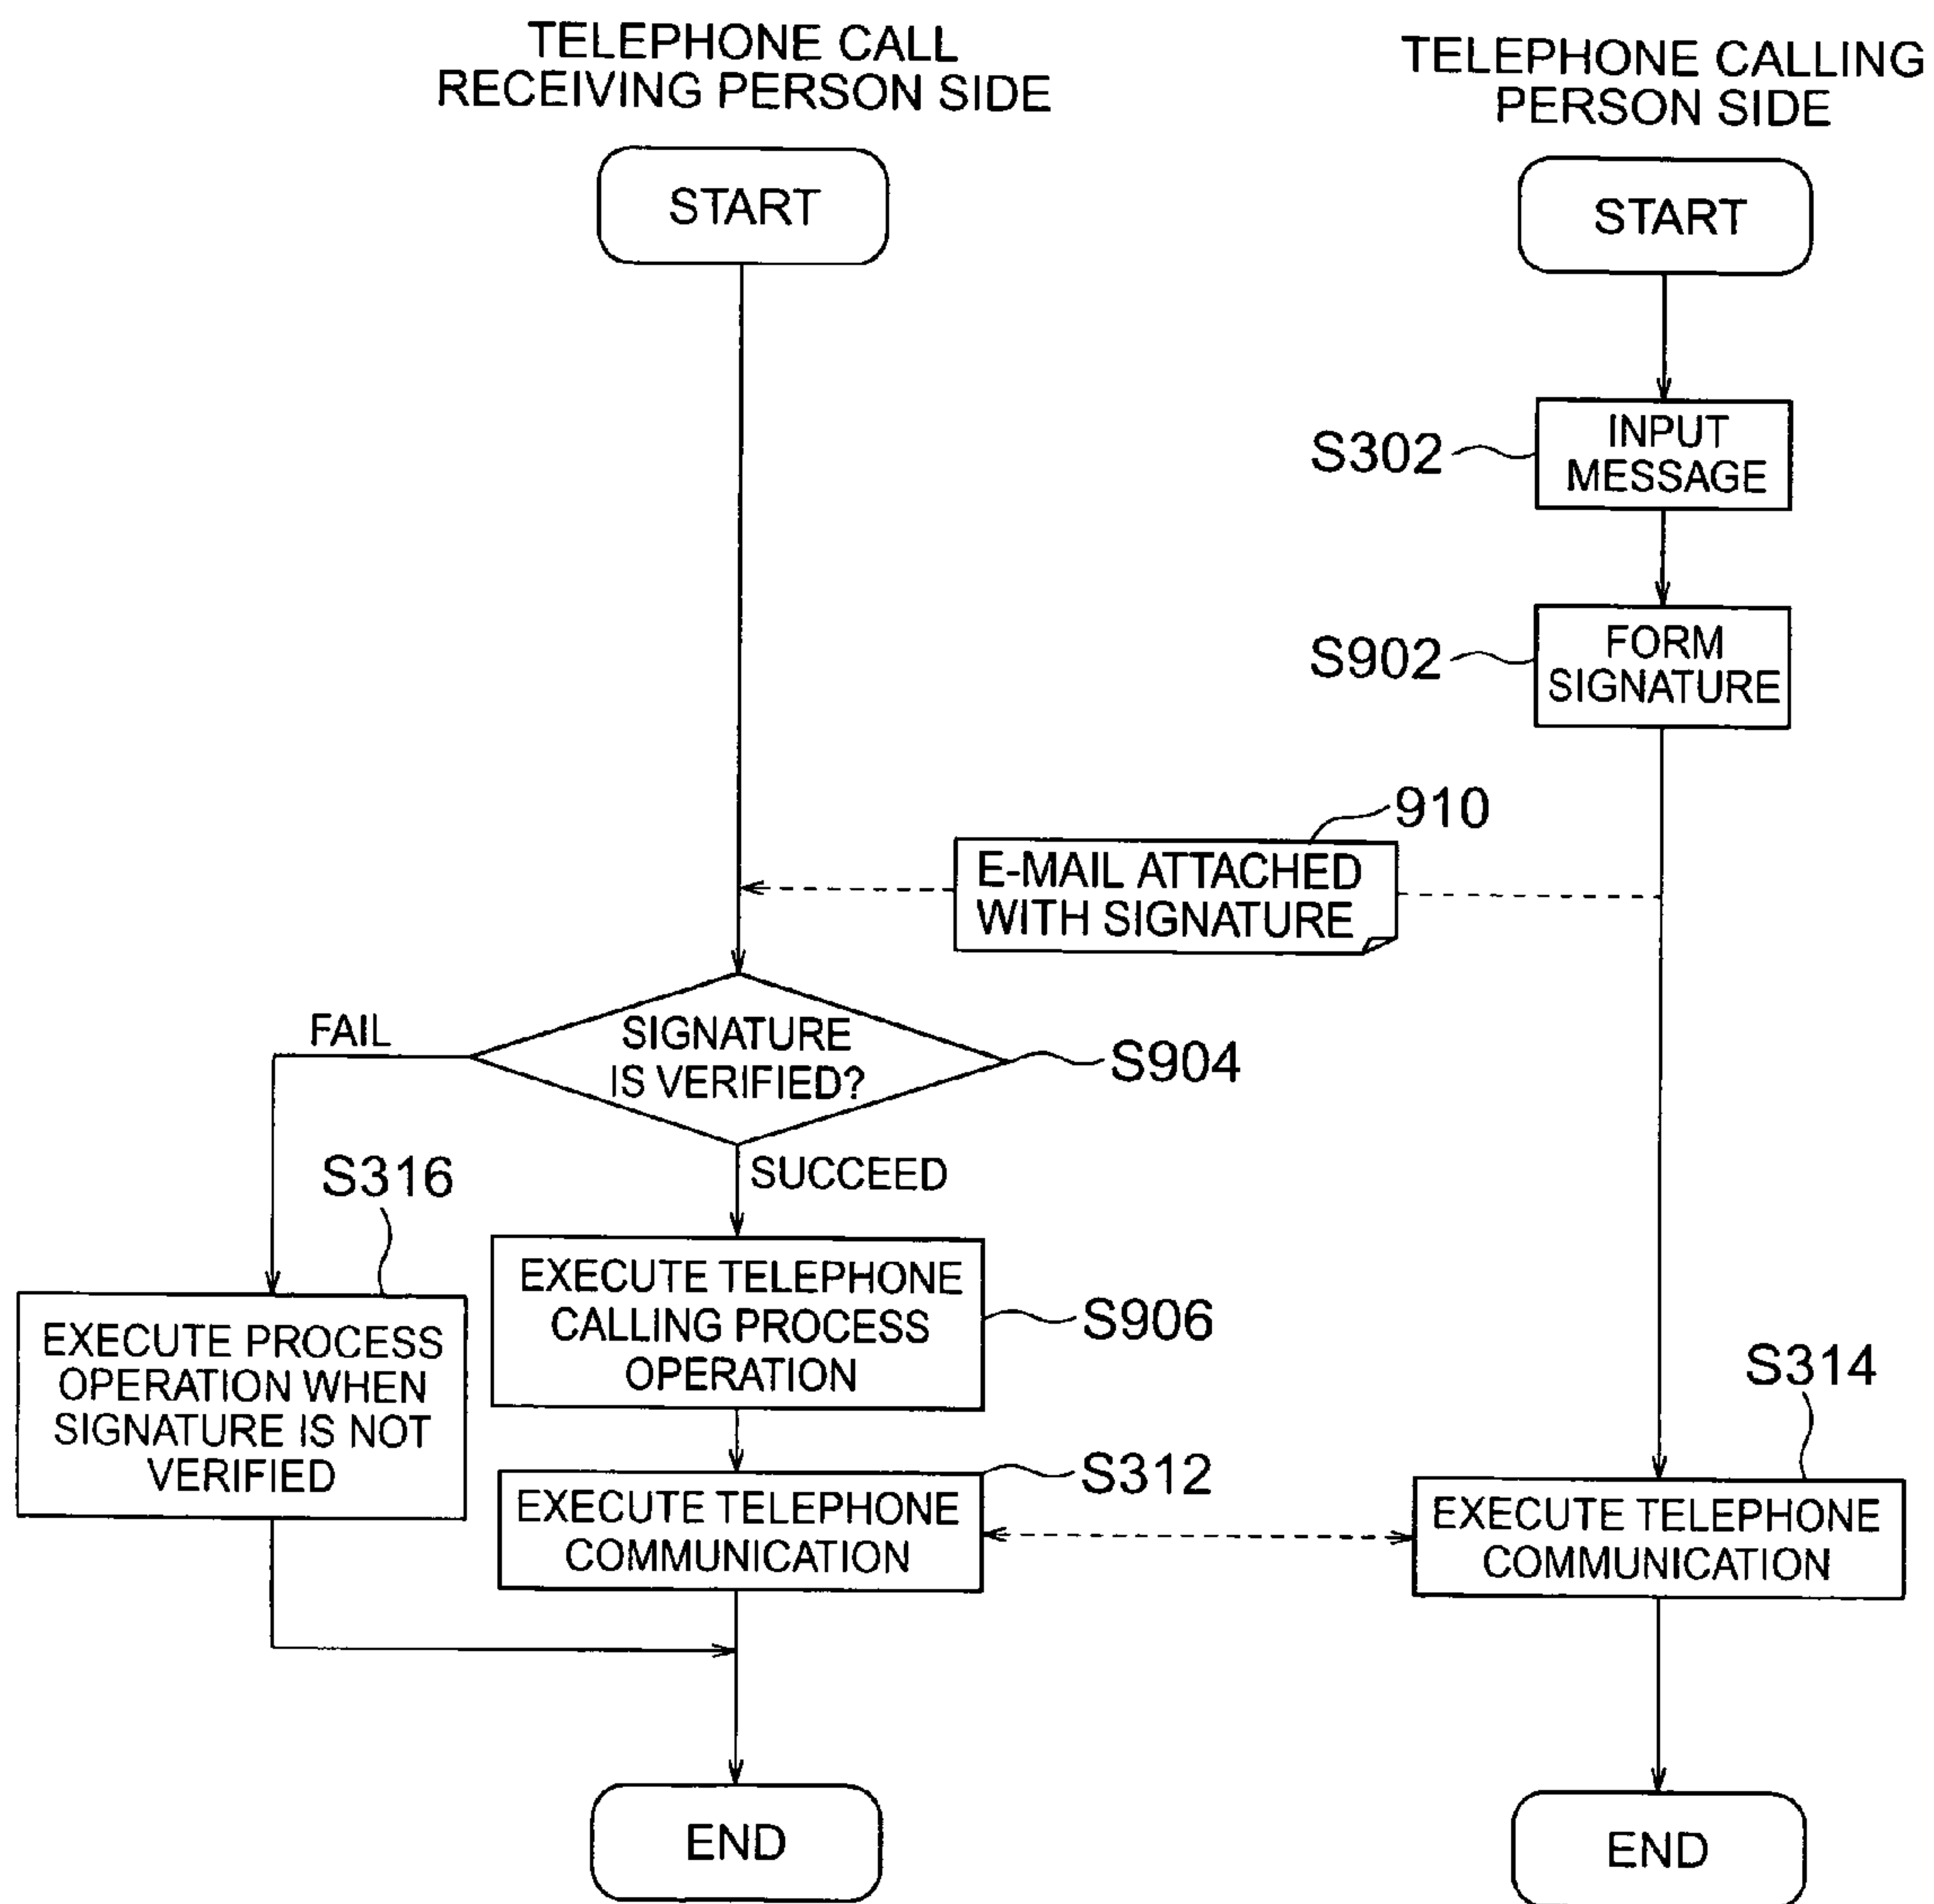 TELEPHONE CALL
RECEIVING PERSON SIDE
TELEPHONE CALLING
PERSON SIDE
START
START
S302
INPUT
MESSAGE
S902
FORM
SIGNATURE
910
E-MAIL ATTACHED
WITH SIGNATURE
FAIL
SIGNATURE
IS VERIFIED?
S904
SUCCEED
S316
EXECUTE PROCESS
OPERATION WHEN
SIGNATURE IS NOT
VERIFIED
EXECUTE TELEPHONE
CALLING PROCESS
OPERATION
S906
S312
EXECUTE TELEPHONE
COMMUNICATION
S314
EXECUTE TELEPHONE
COMMUNICATION
END
END